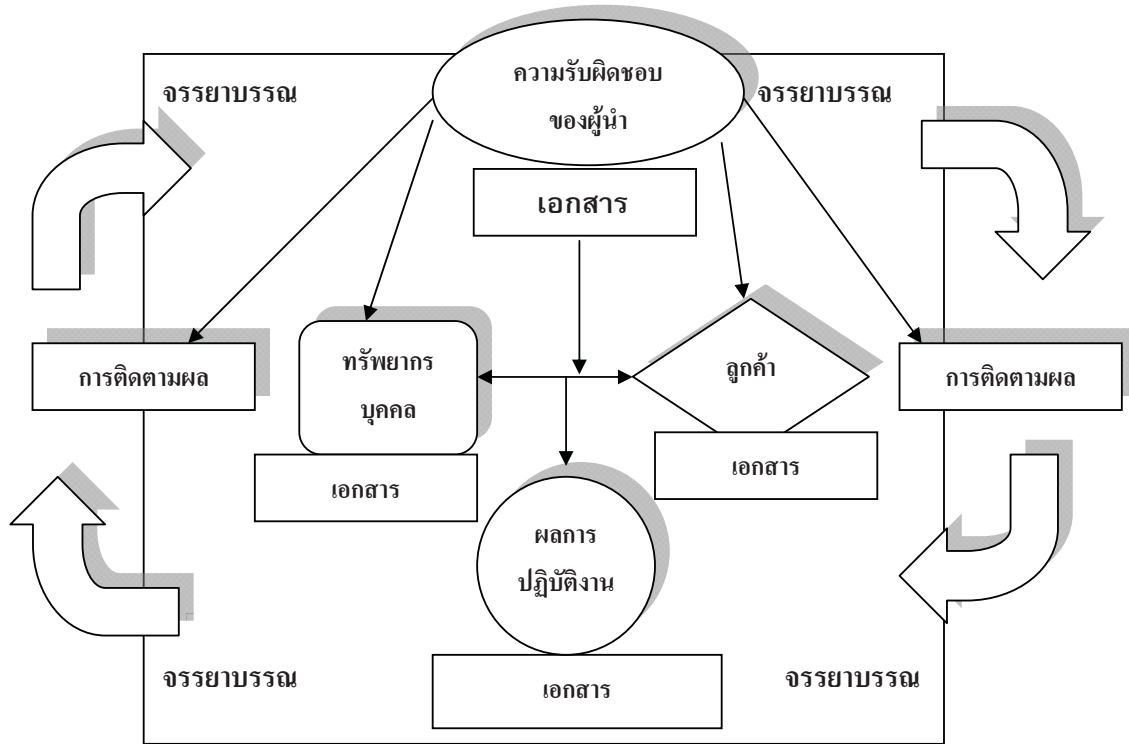 ความรับผิดชอบ
ของผู้นำ
จรรยาบรรณ
จรรยาบรรณ
เอกสาร
การติดตามผล
ทรัพยากร
บุคคล
ลูกค้า
การติดตามผล
เอกสาร
เอกสาร
ผลการ
ปฏิบัติงาน
จรรยาบรรณ
จรรยาบรรณ
เอกสาร